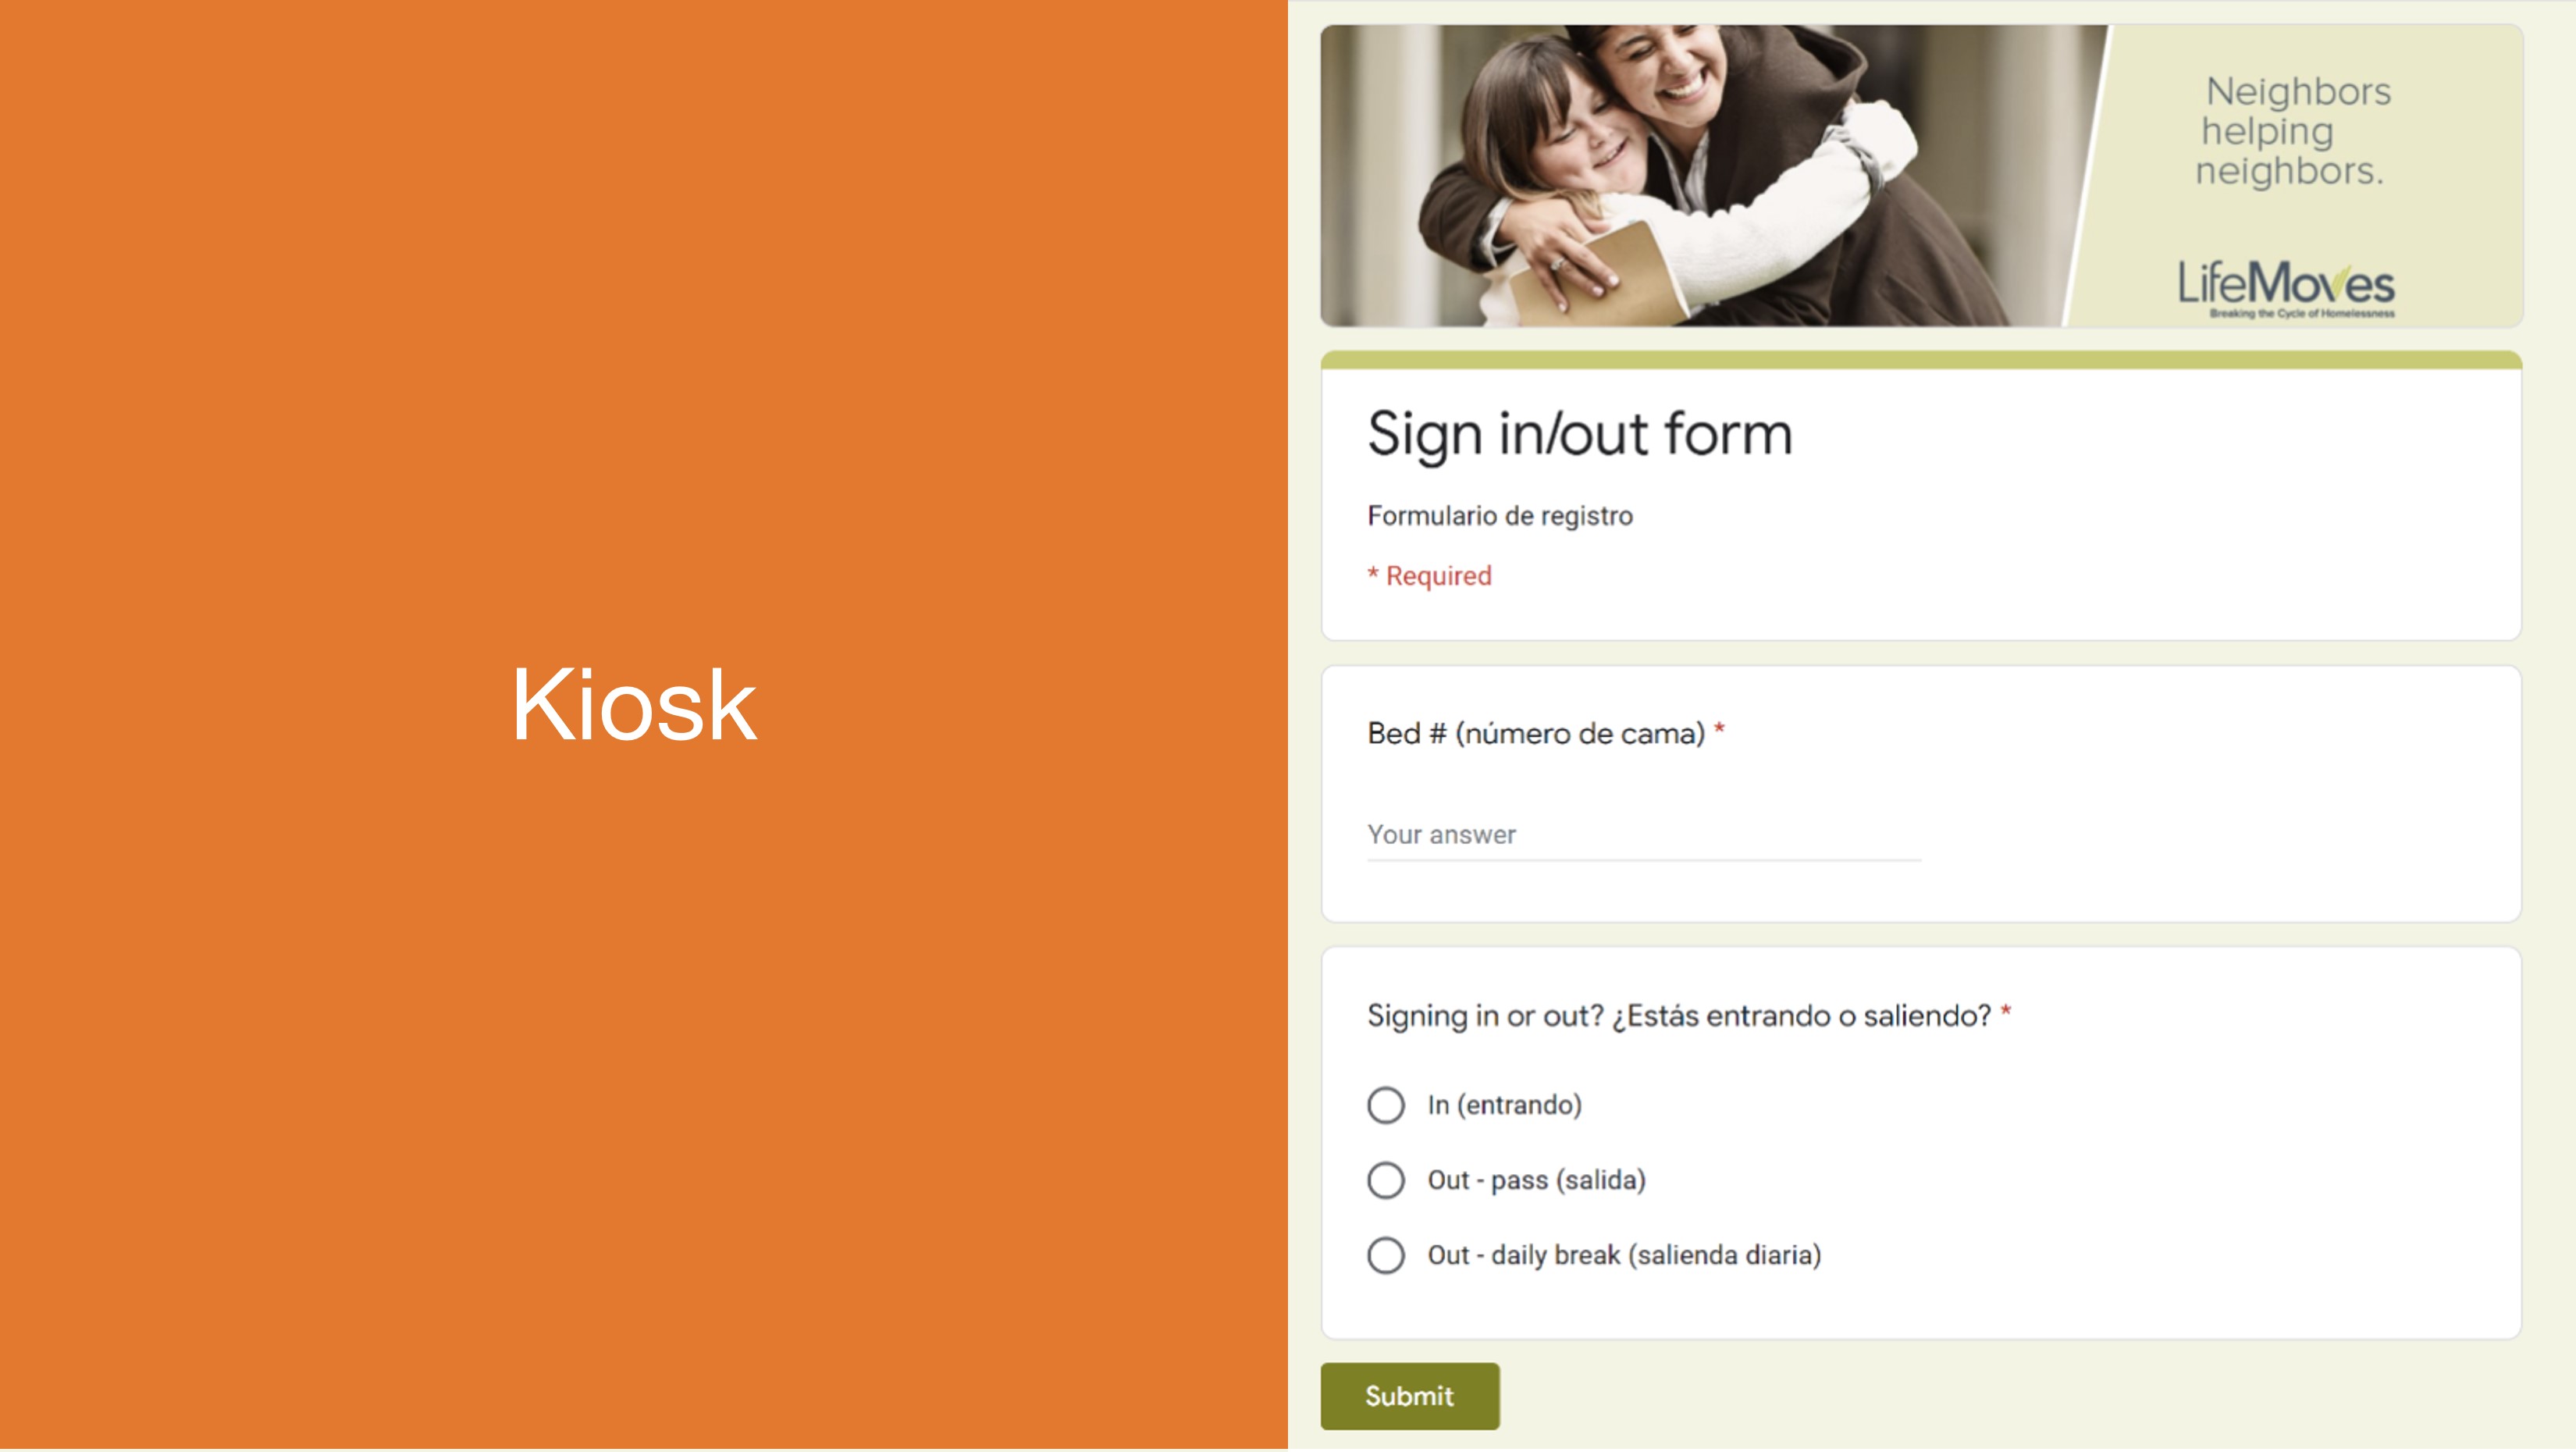 Kiosk
Neighbors
helping
neighbors.
LifeMoves
Breaking the Cycle of Homelessness
Sign in/out form
Formulario de registro
* Required
Bed # (número de cama) *
Your answer
Signing in or out? ¿Estás entrando o saliendo? *
In (entrando)
Out - pass (salida)
Out - daily break (salienda diaria)
Submit